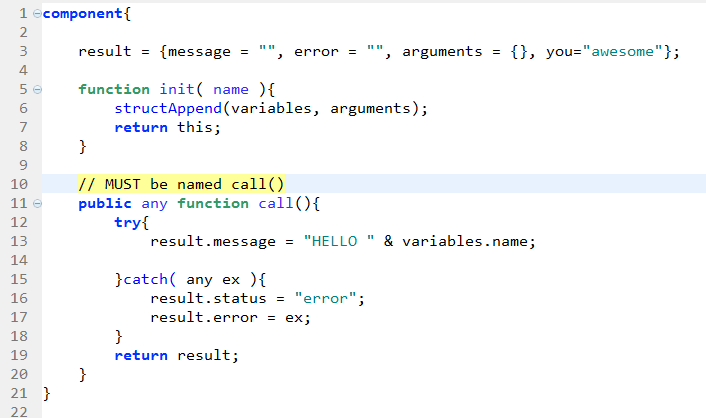 1 component{
2
3     result = {message = "", error = "", arguments = {}, you="awesome"};
4
5     function init( name ){
6         structAppend(variables, arguments);
7         return this;
8     }
9
10     // MUST be named call()
11     public any function call(){
12         try{
13             result.message = "HELLO " & variables.name;
14
15         }catch( any ex ){
16             result.status = "error";
17             result.error = ex;
18         }
19         return result;
20     }
21 }
22